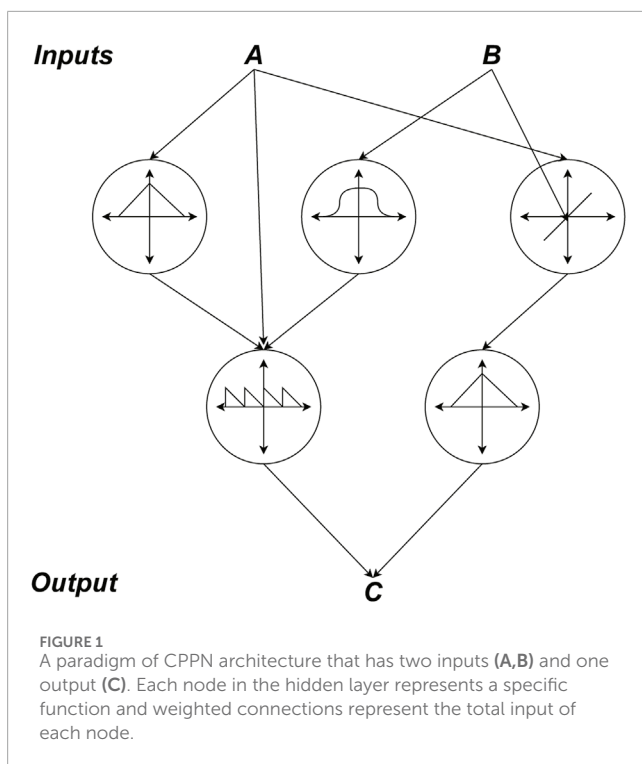 Inputs A B
Output C
FIGURE 1
A paradigm of CPPN architecture that has two inputs (A,B) and one
output (C). Each node in the hidden layer represents a specific
function and weighted connections represent the total input of
each node.